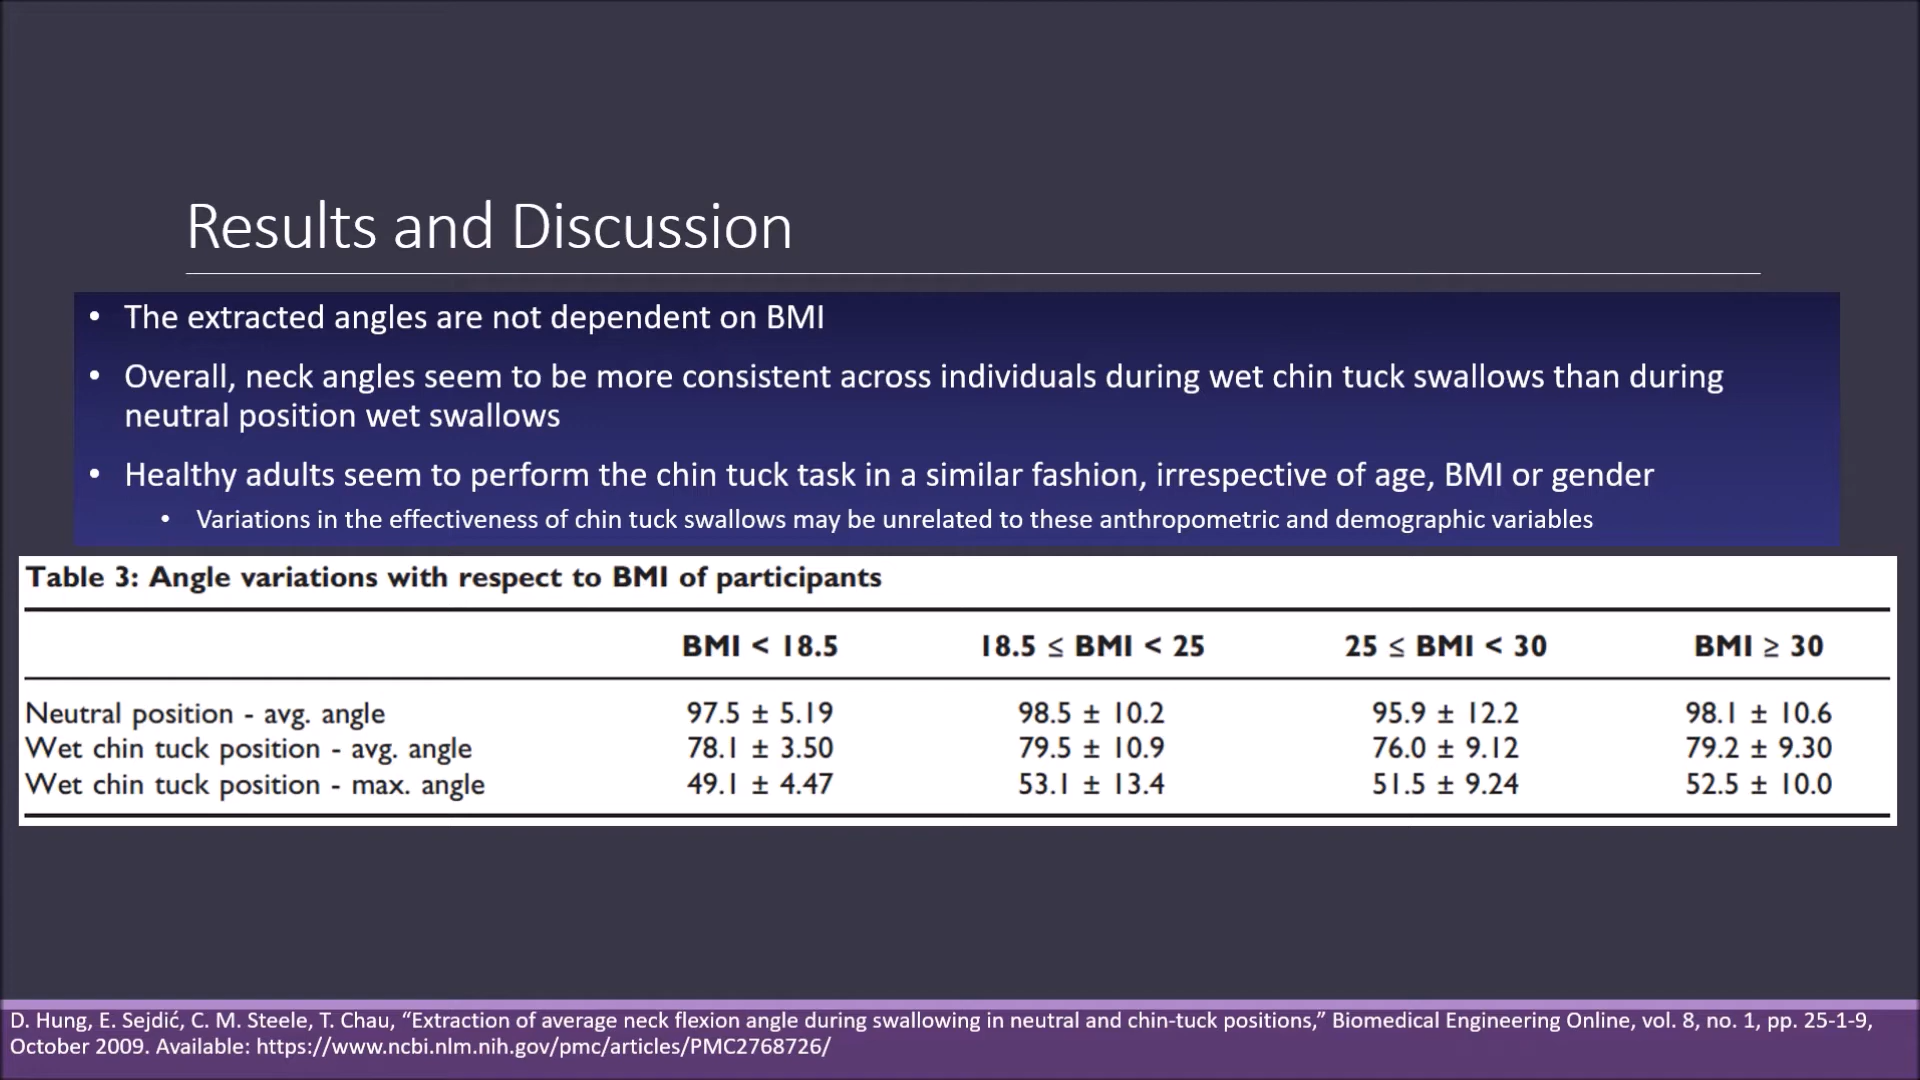 Results and Discussion
• The extracted angles are not dependent on BMI
• Overall, neck angles seem to be more consistent across individuals during wet chin tuck swallows than during
neutral position wet swallows
• Healthy adults seem to perform the chin tuck task in a similar fashion, irrespective of age, BMI or gender
• Variations in the effectiveness of chin tuck swallows may be unrelated to these anthropometric and demographic variables
Table 3: Angle variations with respect to BMI of participants
BMI < 18.5 18.5 ≤ BMI < 25 25 ≤ BMI < 30 BMI ≥ 30
Neutral position - avg. angle 97.5 ± 5.19 98.5 ± 10.2 95.9 ± 12.2 98.1 ± 10.6
Wet chin tuck position - avg. angle 78.1 ± 3.50 79.5 ± 10.9 76.0 ± 9.12 79.2 ± 9.30
Wet chin tuck position - max. angle 49.1 ± 4.47 53.1 ± 13.4 51.5 ± 9.24 52.5 ± 10.0
D. Hung, E. Sejdić, C. M. Steele, T. Chau, “Extraction of average neck flexion angle during swallowing in neutral and chin-tuck positions,” Biomedical Engineering Online, vol. 8, no. 1, pp. 25-1-9,
October 2009. Available: https://www.ncbi.nlm.nih.gov/pmc/articles/PMC2768726/